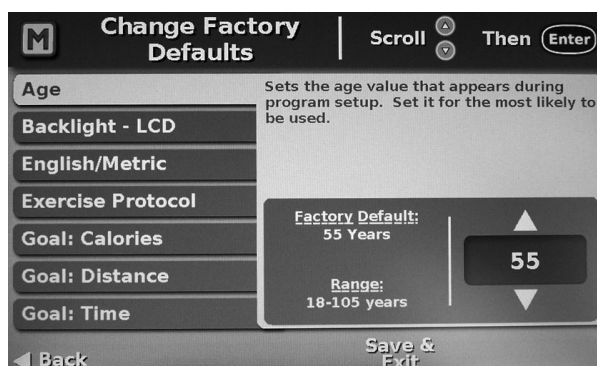 M
Change Factory
Defaults
Scroll
Then Enter
Age
Backlight - LCD
English/Metric
Exercise Protocol
Goal: Calories
Goal: Distance
Goal: Time
Sets the age value that appears during
program setup. Set it for the most likely to
be used.
Factory Default:
55 Years
Range:
18-105 years
55
Back
Save &
Exit